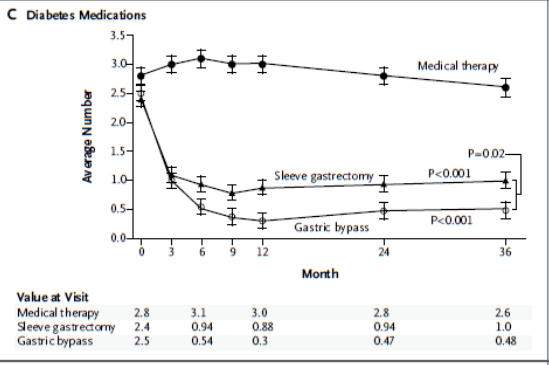 C Diabetes Medications
3.5
3.0
2.5
2.0
1.5
1.0
0.5
0.0
Average Number
Medical therapy
P=0.02
Sleeve gastrectomy
P<0.001
Gastric bypass
P<0.001
0 3 6 9 12 24 36
Month
Value at Visit
Medical therapy 2.8 3.1 3.0 2.8 2.6
Sleeve gastrectomy 2.4 0.94 0.88 0.94 1.0
Gastric bypass 2.5 0.54 0.3 0.47 0.48